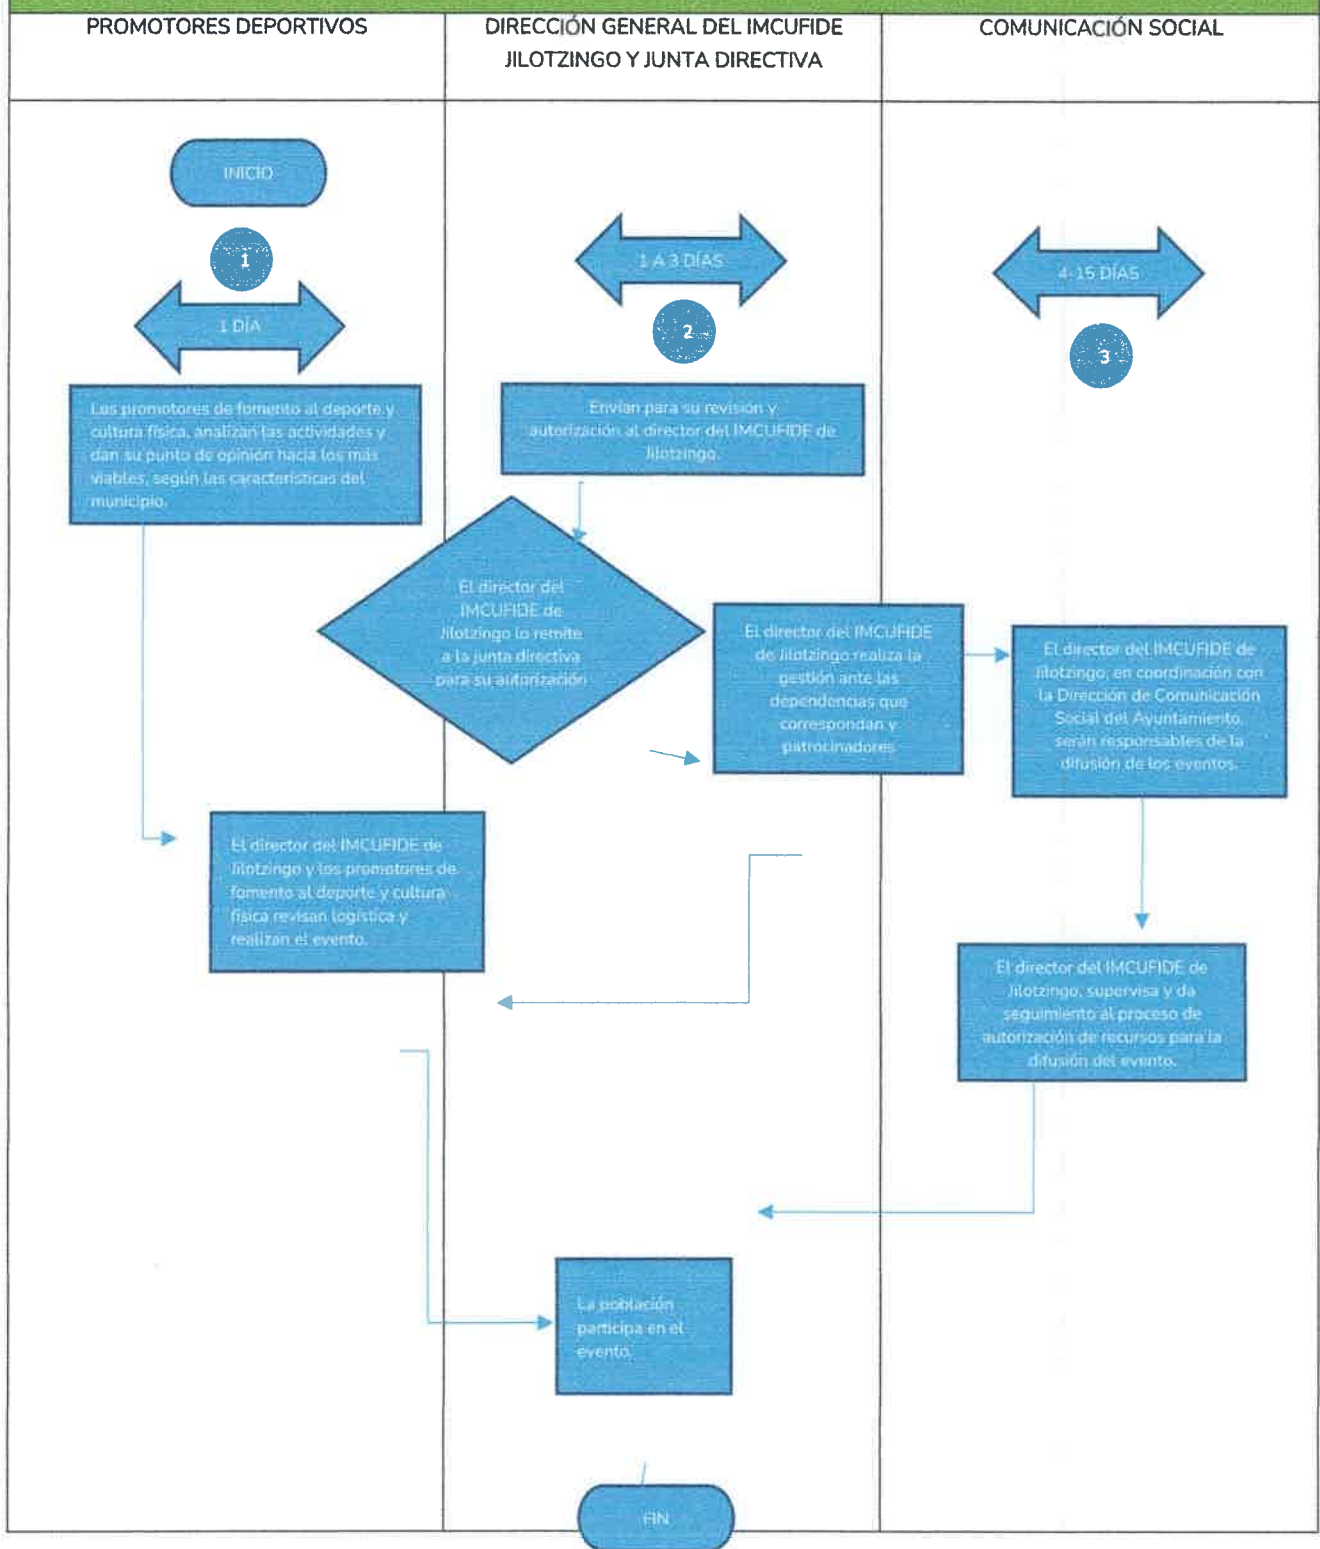 PROMOTORES DEPORTIVOS
DIRECCIÓN GENERAL DEL IMCUFIDE
JILOTZINGO Y JUNTA DIRECTIVA
COMUNICACIÓN SOCIAL
INICIO
1
1 DÍA
Los promotores de fomento al deporte y
cultura física, analizan las actividades y
dan su punto de opinión hacia los más
viables, según las características del
municipio.
1 A 3 DÍAS
2
Envían para su revisión y
autorización al director del IMCUFIDE de
Jilotzingo.
El director del
IMCUFIDE de
Jilotzingo lo remite
a la junta directiva
para su autorización
El director del IMCUFIDE
de Jilotzingo realiza la
gestión ante las
dependencias que
correspondan y
patrocinadores
4-15 DÍAS
3
El director del IMCUFIDE de
Jilotzingo, en coordinación con
la Dirección de Comunicación
Social del Ayuntamiento,
serán responsables de la
difusión de los eventos.
El director del IMCUFIDE de
Jilotzingo y los promotores de
fomento al deporte y cultura
física revisan logística y
realizan el evento.
El director del IMCUFIDE de
Jilotzingo, supervisa y da
seguimiento al proceso de
autorización de recursos para la
difusión del evento.
La población
participa en el
evento.
FIN